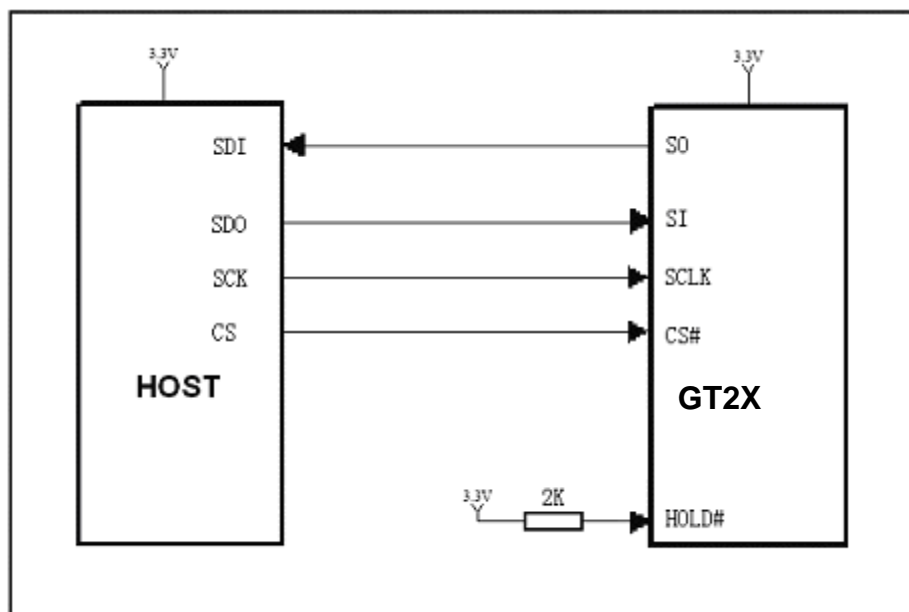 3.3V
3.3V
SDI
SO
SDO
SI
SCK
SCLK
CS
CS#
HOST
GT2X
3.3V
2K
HOLD#